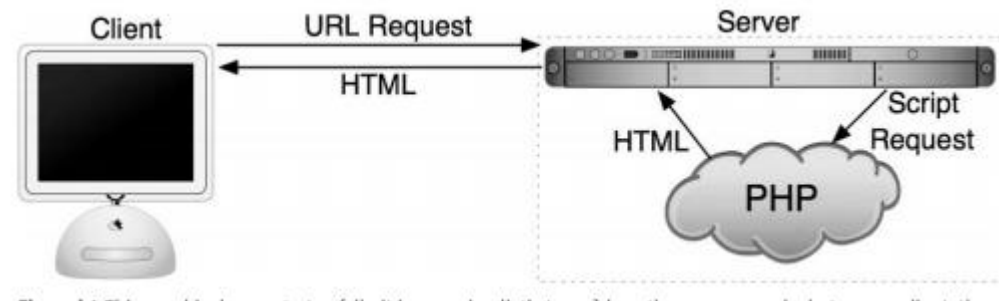 Client
URL Request
Server
HTML
Script
Request
HTML
PHP